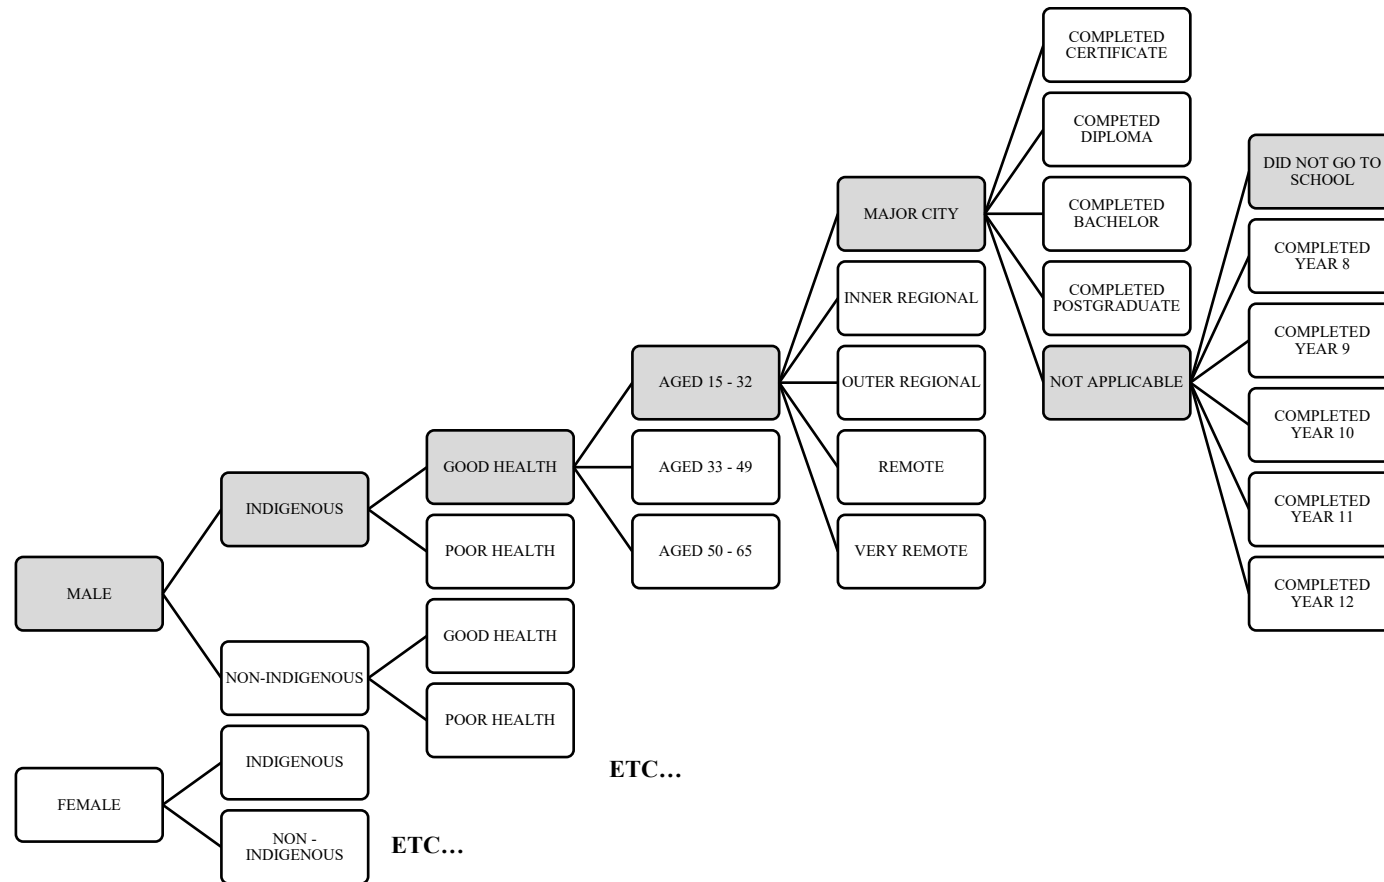 MALE
FEMALE
INDIGENOUS
NON-INDIGENOUS
INDIGENOUS
NON -
INDIGENOUS
ETC…
GOOD HEALTH
POOR HEALTH
GOOD HEALTH
POOR HEALTH
ETC…
AGED 15 - 32
AGED 33 - 49
AGED 50 - 65
MAJOR CITY
INNER REGIONAL
OUTER REGIONAL
REMOTE
VERY REMOTE
COMPLETED
CERTIFICATE
COMPETED
DIPLOMA
COMPLETED
BACHELOR
COMPLETED
POSTGRADUATE
NOT APPLICABLE
DID NOT GO TO
SCHOOL
COMPLETED
YEAR 8
COMPLETED
YEAR 9
COMPLETED
YEAR 10
COMPLETED
YEAR 11
COMPLETED
YEAR 12